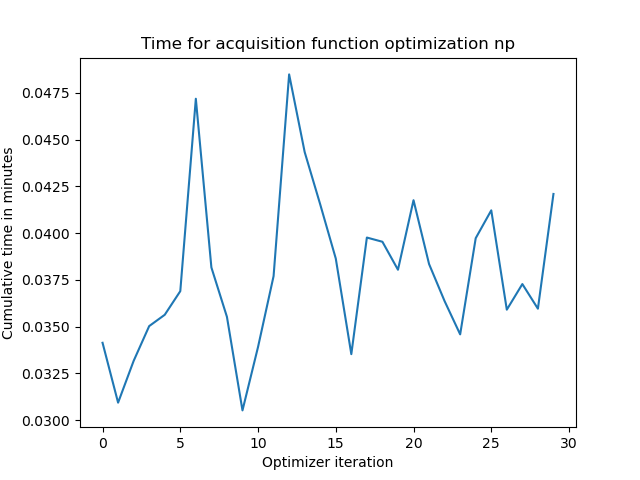 Time for acquisition function optimization np
Cumulative time in minutes
0.0475
0.0450
0.0425
0.0400
0.0375
0.0350
0.0325
0.0300
0 5 10 15 20 25 30
Optimizer iteration